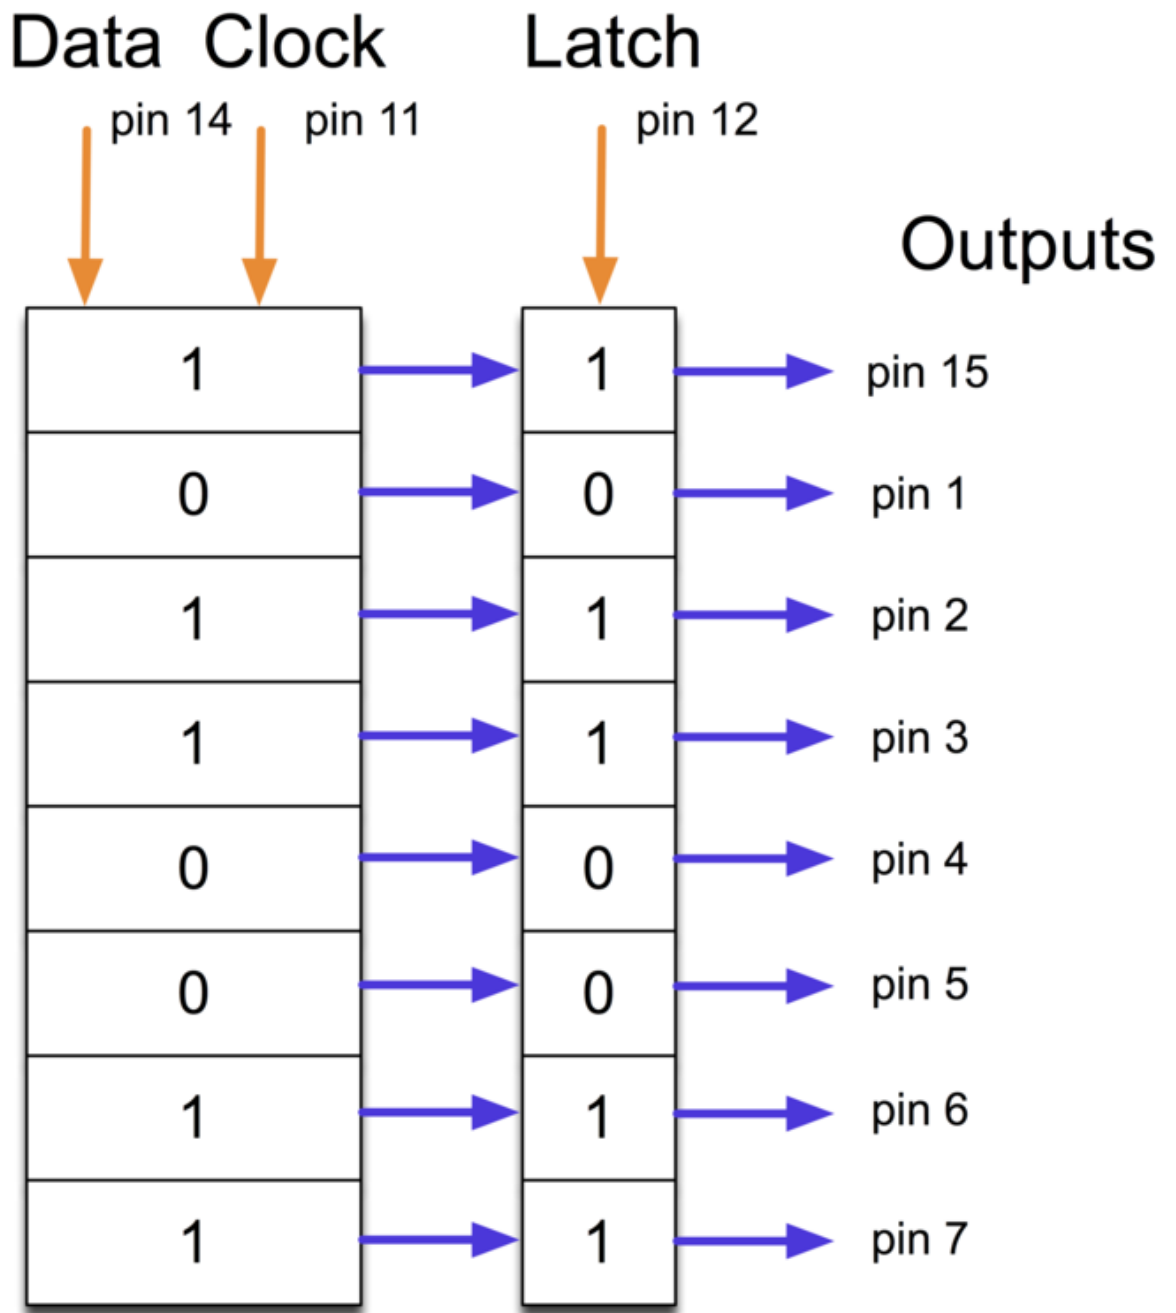 Data Clock Latch
pin 14 pin 11 pin 12
Outputs
1 1 pin 15
0 0 pin 1
1 1 pin 2
1 1 pin 3
0 0 pin 4
0 0 pin 5
1 1 pin 6
1 1 pin 7